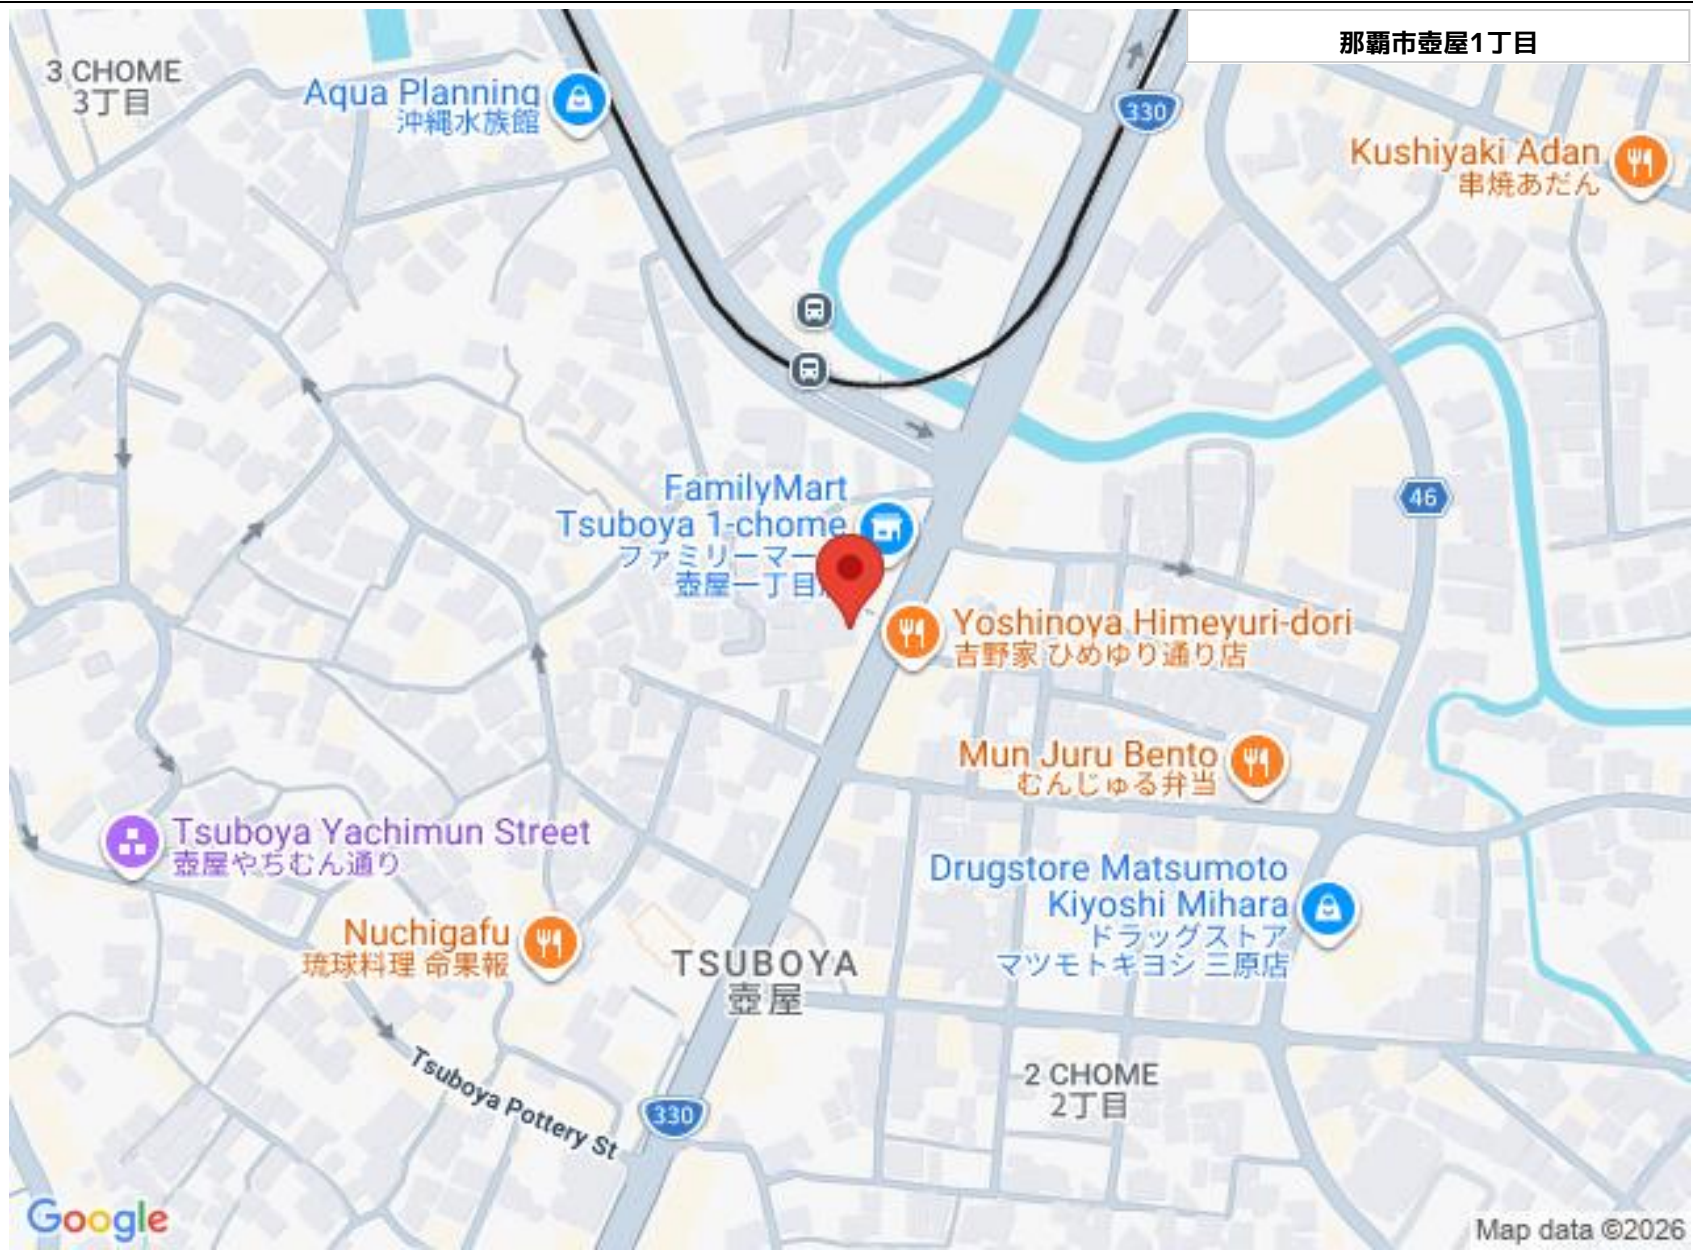 那覇市壺屋1丁目
3 CHOME
3丁目
Aqua Planning
沖縄水族館
330
Kushiyaki Adan
串焼あだん
FamilyMart
Tsuboya 1-chome
ファミリーマー
壺屋一丁目
46
Yoshinoya Himeyuri-dori
吉野家 ひめゆり通り店
Mun Juru Bento
むんじゅる弁当
Tsuboya Yachimun Street
壺屋やちむん通り
Drugstore Matsumoto
Kiyoshi Mihara
ドラッグストア
マツモトキヨシ 三原店
Nuchigafu
琉球料理 命果報
TSUBOYA
壺屋
Tsuboya Pottery St
330
2 CHOME
2丁目
Google
Map data ©2026